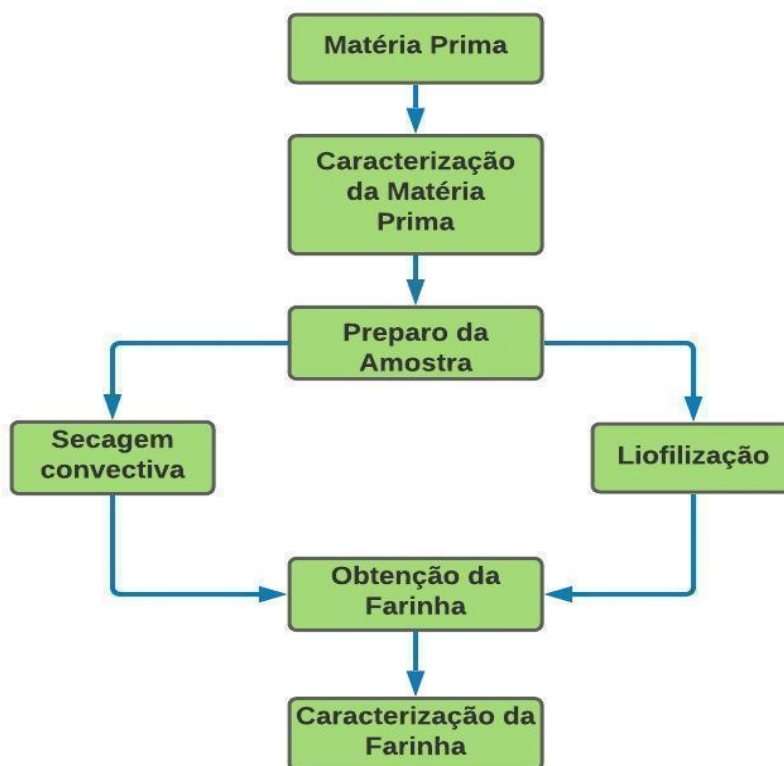 Matéria Prima
Caracterização
da Matéria
Prima
Preparo da
Amostra
Secagem
convectiva
Liofilização
Obtenção da
Farinha
Caracterização da
Farinha